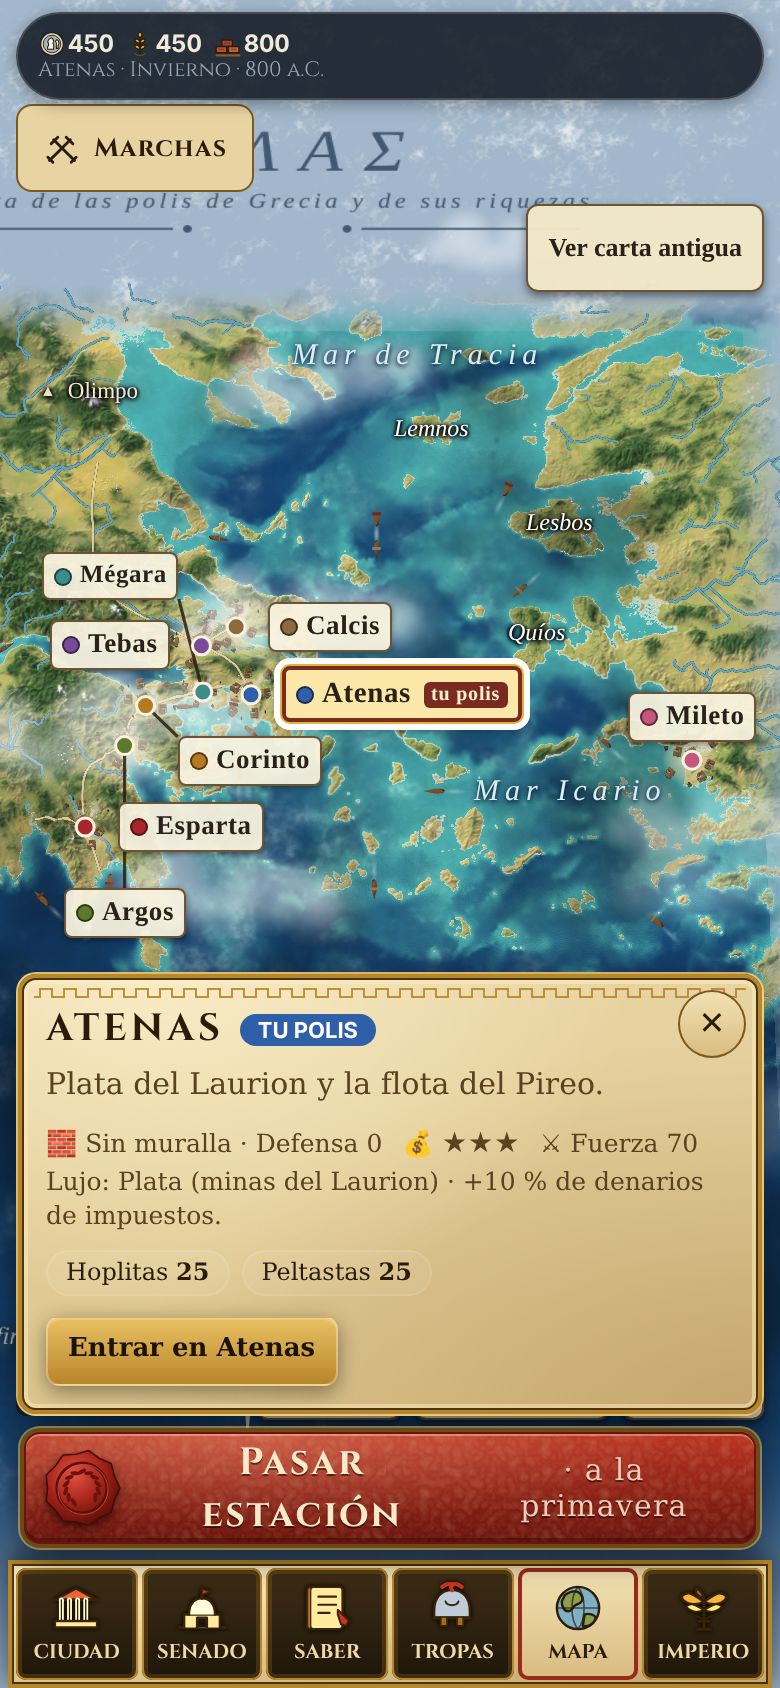 450 450 800
Atenas · Invierno · 800 a.C.
Marchas
ΛΑΣ
a de las polis de Grecia y de sus riquezas
Ver carta antigua
Mar de Tracia
Olimpo
Lemnos
Lesbos
Mégara
Calcis
Quíos
Tebas
Atenas tu polis
Mileto
Corinto
Mar Icario
Esparta
Argos
ATENAS TU POLIS
Plata del Laurion y la flota del Pireo.
Sin muralla · Defensa 0 ★★★ ⚔ Fuerza 70
Lujo: Plata (minas del Laurion) · +10 % de denarios
de impuestos.
Hoplitas 25 Peltastas 25
Entrar en Atenas
Pasar
estación
· a la
primavera
CIUDAD SENADO SABER TROPAS MAPA IMPERIO